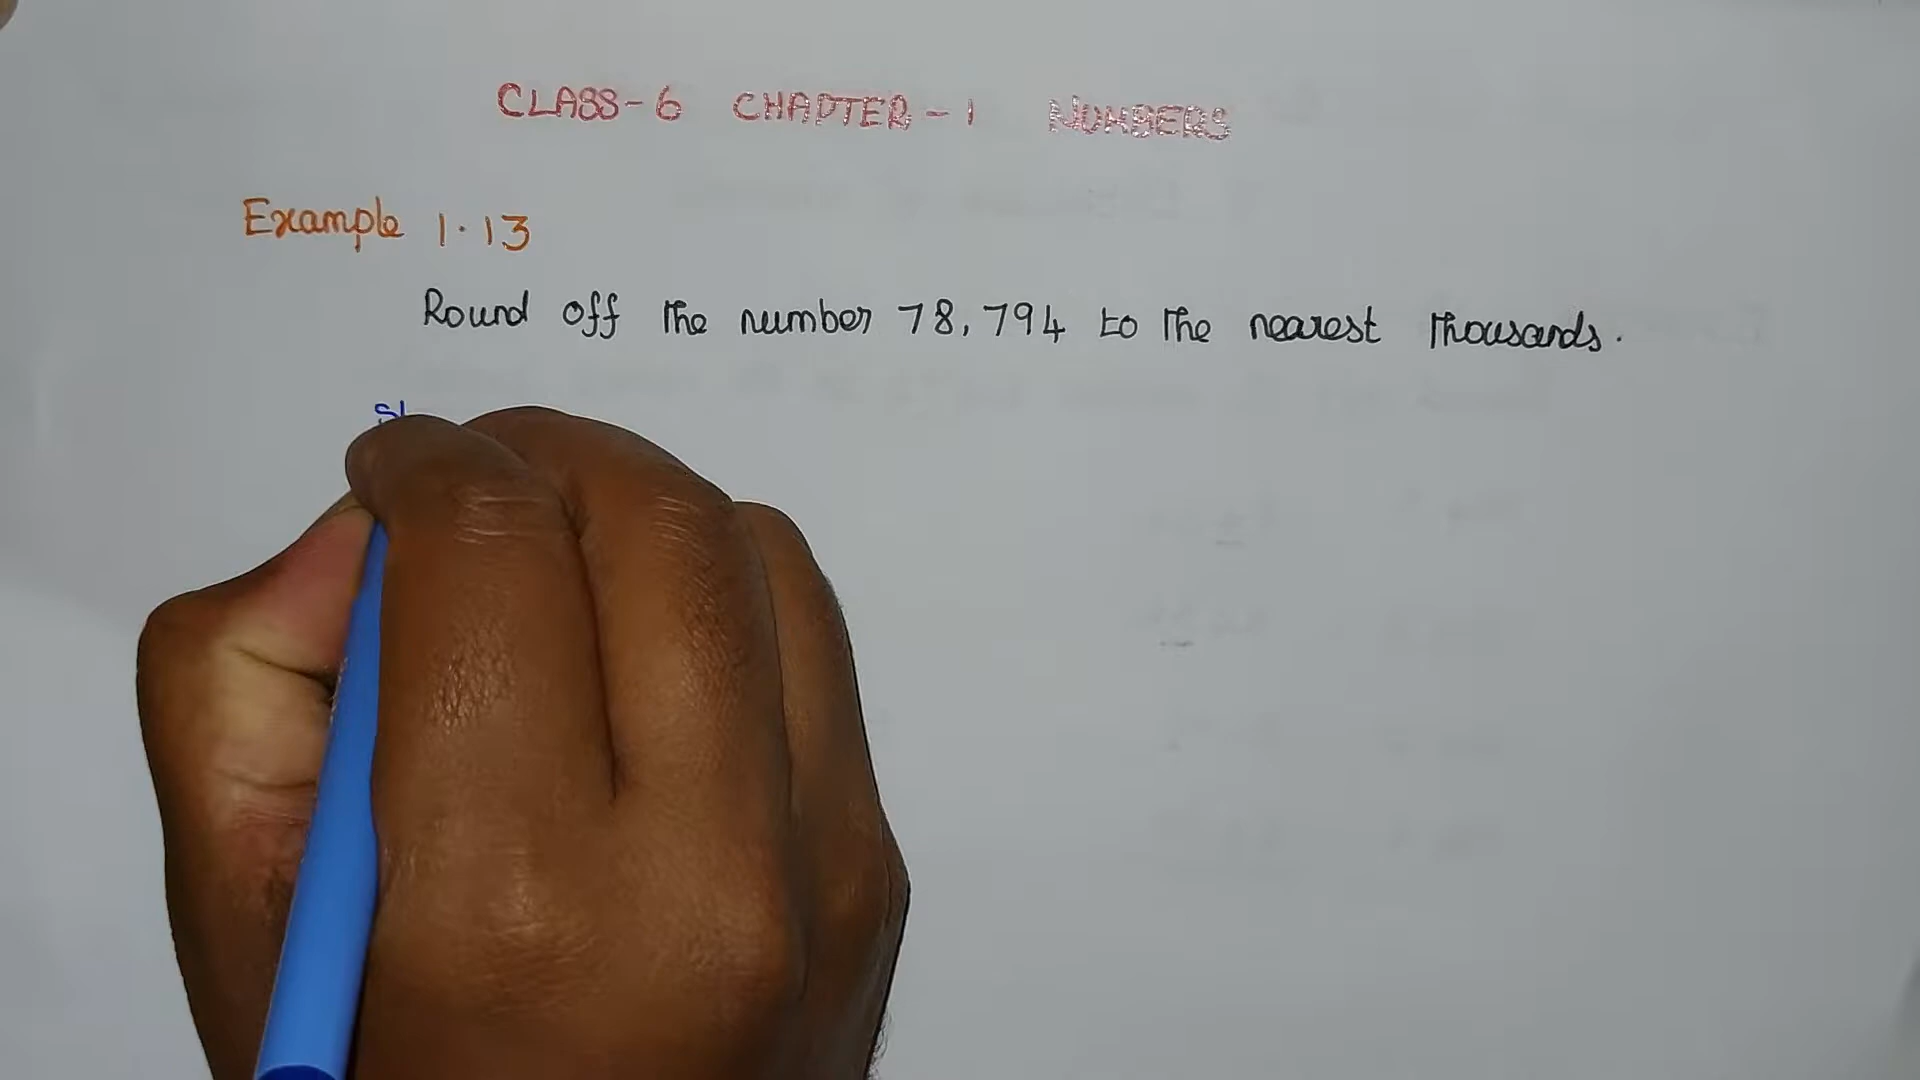 CLASS-6 CHAPTER-1 NUMBERS
Example 1.13
Round off the number 78,794 to the nearest thousands.